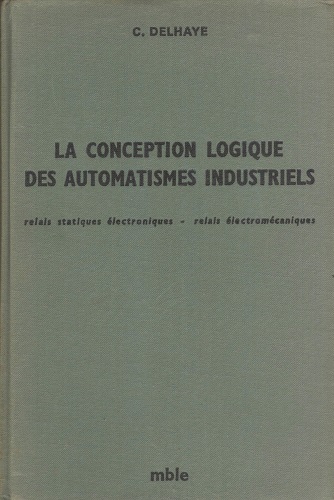 C. DELHAYE
LA CONCEPTION LOGIQUE
DES AUTOMATISMES INDUSTRIELS
relais statiques électroniques - relais électromécaniques
mble